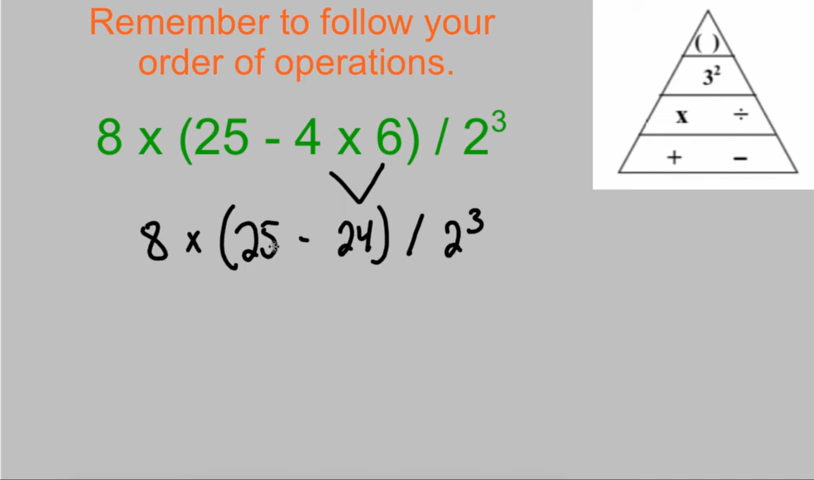 Remember to follow your
order of operations.
8 x (25 - 4 x 6) / 2³
8 x (25 - 24) / 2³
( )
3²
x ÷
+ −